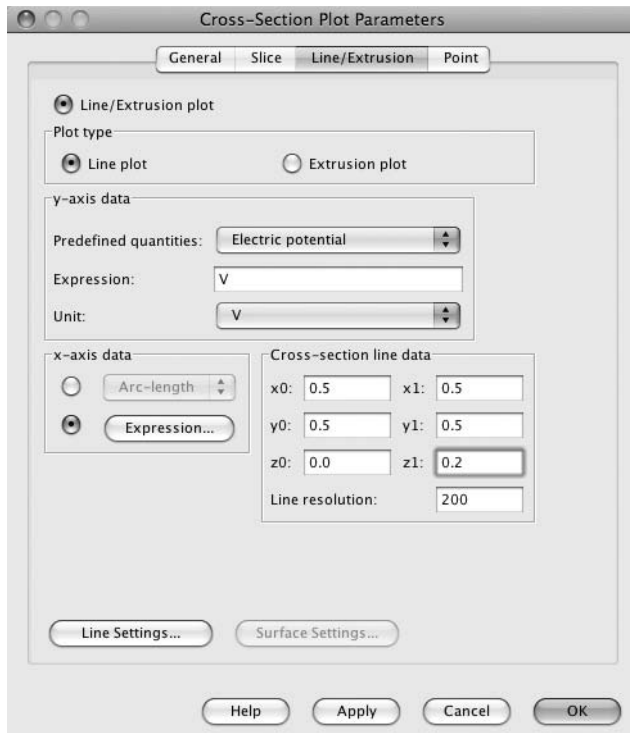 Cross-Section Plot Parameters
General Slice Line/Extrusion Point
Line/Extrusion plot
Plot type
Line plot Extrusion plot
y-axis data
Predefined quantities: Electric potential
Expression: V
Unit: V
x-axis data
Arc-length
Expression...
Cross-section line data
x0: 0.5 x1: 0.5
y0: 0.5 y1: 0.5
z0: 0.0 z1: 0.2
Line resolution: 200
Line Settings... Surface Settings...
Help Apply Cancel OK